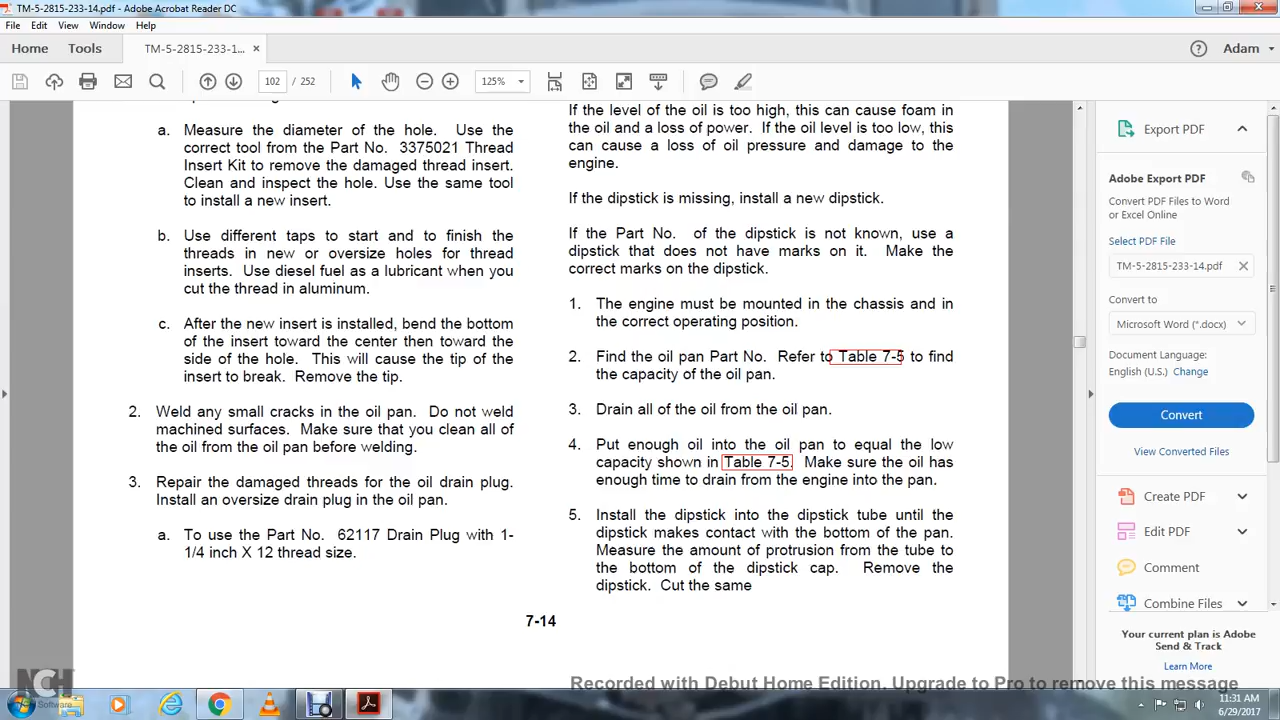 TM-5-2815-233-14.pdf - Adobe Acrobat Reader DC
File Edit View Window Help
Home Tools TM-5-2815-233-1... × Adam
102 / 252 125%
a. Measure the diameter of the hole. Use the
correct tool from the Part No. 3375021 Thread
Insert Kit to remove the damaged thread insert.
Clean and inspect the hole. Use the same tool
to install a new insert.
b. Use different taps to start and to finish the
threads in new or oversize holes for thread
inserts. Use diesel fuel as a lubricant when you
cut the thread in aluminum.
c. After the new insert is installed, bend the bottom
of the insert toward the center then toward the
side of the hole. This will cause the tip of the
insert to break. Remove the tip.
2. Weld any small cracks in the oil pan. Do not weld
machined surfaces. Make sure that you clean all of
the oil from the oil pan before welding.
3. Repair the damaged threads for the oil drain plug.
Install an oversize drain plug in the oil pan.
a. To use the Part No. 62117 Drain Plug with 1-
1/4 inch X 12 thread size.
If the level of the oil is too high, this can cause foam in
the oil and a loss of power. If the oil level is too low, this
can cause a loss of oil pressure and damage to the
engine.
If the dipstick is missing, install a new dipstick.
If the Part No. of the dipstick is not known, use a
dipstick that does not have marks on it. Make the
correct marks on the dipstick.
1. The engine must be mounted in the chassis and in
the correct operating position.
2. Find the oil pan Part No. Refer to Table 7-5 to find
the capacity of the oil pan.
3. Drain all of the oil from the oil pan.
4. Put enough oil into the oil pan to equal the low
capacity shown in Table 7-5. Make sure the oil has
enough time to drain from the engine into the pan.
5. Install the dipstick into the dipstick tube until the
dipstick makes contact with the bottom of the pan.
Measure the amount of protrusion from the tube to
the bottom of the dipstick cap. Remove the
dipstick. Cut the same
7-14
Export PDF
Adobe Export PDF
Convert PDF Files to Word
or Excel Online
Select PDF File
TM-5-2815-233-14.pdf
Convert to
Microsoft Word (*.docx)
Document Language:
English (U.S.) Change
Convert
View Converted Files
Create PDF
Edit PDF
Comment
Combine Files
Your current plan is Adobe
Send & Track
Learn More
NCH
Software
Recorded with Debut Home Edition. Upgrade to Pro to remove this message
11:31 AM
6/29/2017